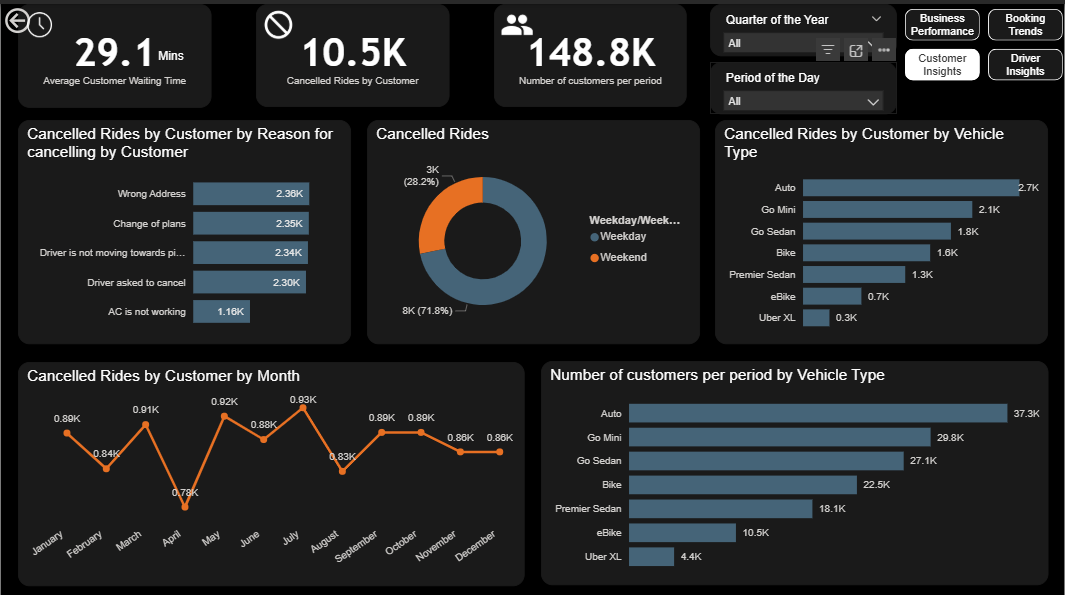 29.1 Mins
Average Customer Waiting Time
10.5K
Cancelled Rides by Customer
148.8K
Number of customers per period
Quarter of the Year
All
Period of the Day
All
Business
Performance
Booking
Trends
Customer
Insights
Driver
Insights
Cancelled Rides by Customer by Reason for
cancelling by Customer
Wrong Address 2.36K
Change of plans 2.35K
Driver is not moving towards pi... 2.34K
Driver asked to cancel 2.30K
AC is not working 1.16K
Cancelled Rides
3K
(28.2%)
8K (71.8%)
Weekday/Week...
Weekday
Weekend
Cancelled Rides by Customer by Vehicle
Type
Auto 2.7K
Go Mini 2.1K
Go Sedan 1.8K
Bike 1.6K
Premier Sedan 1.3K
eBike 0.7K
Uber XL 0.3K
Cancelled Rides by Customer by Month
0.89K
0.84K
0.91K
0.78K
0.92K
0.88K
0.93K
0.83K
0.89K
0.89K
0.86K
0.86K
January
February
March
April
May
June
July
August
September
October
November
December
Number of customers per period by Vehicle Type
Auto 37.3K
Go Mini 29.8K
Go Sedan 27.1K
Bike 22.5K
Premier Sedan 18.1K
eBike 10.5K
Uber XL 4.4K